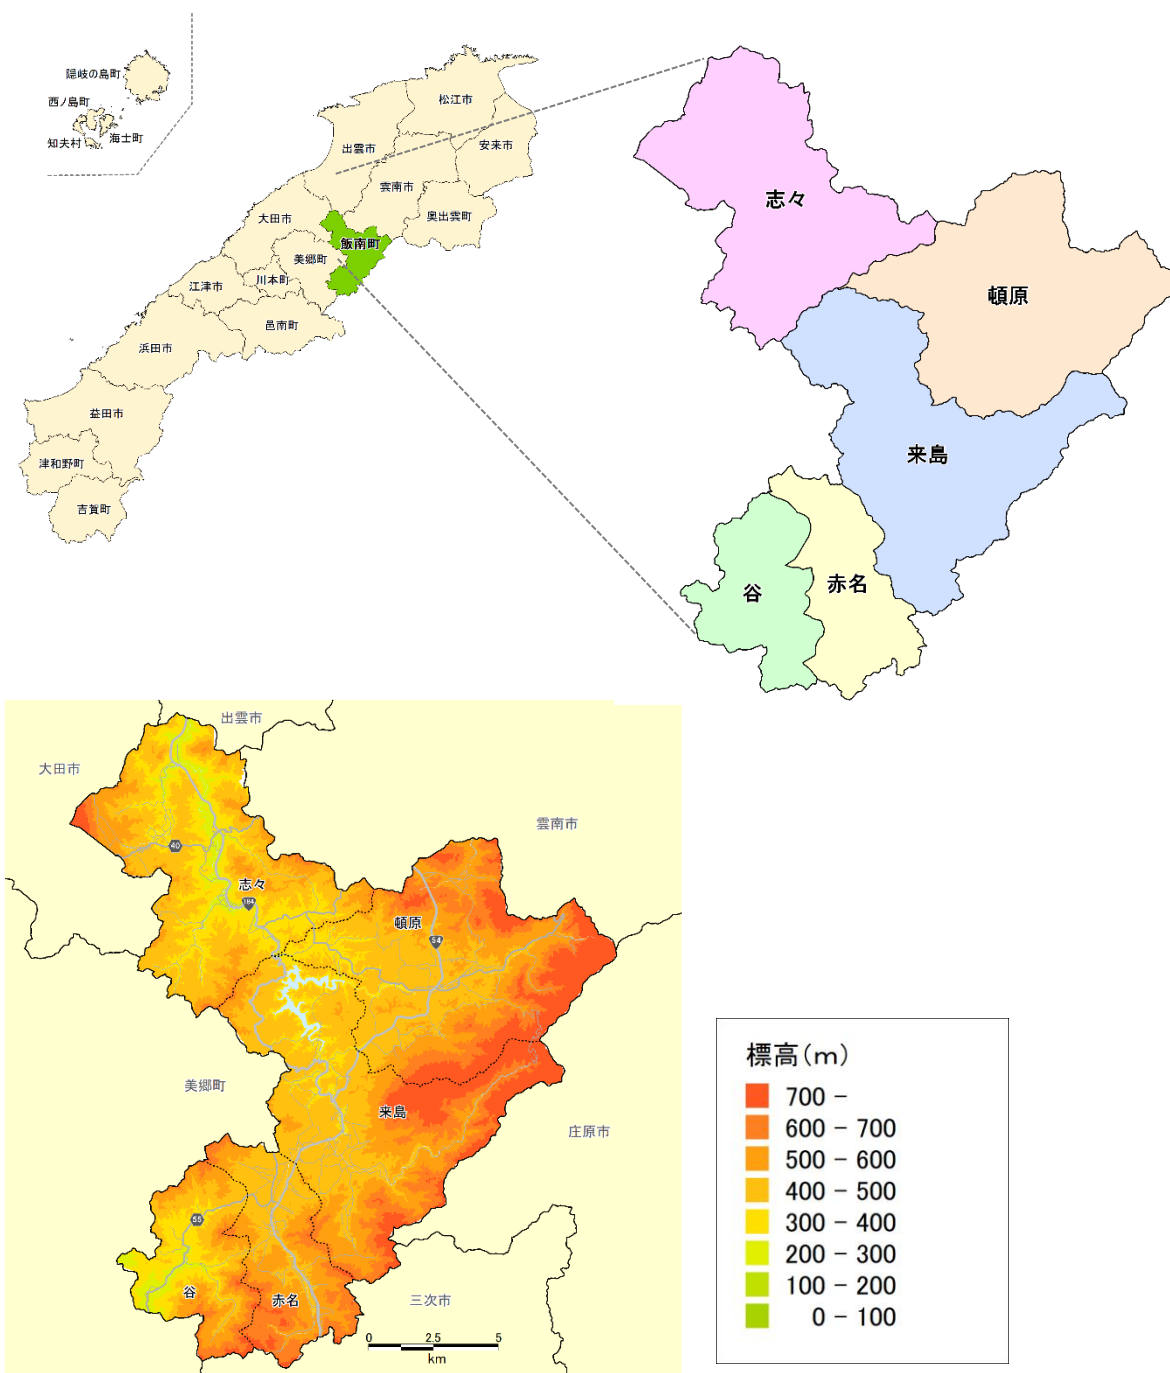 隠岐の島町
西ノ島町
知夫村
海士町
松江市
出雲市
安来市
雲南市
奥出雲町
大田市
飯南町
美郷町
川本町
江津市
邑南町
浜田市
益田市
津和野町
吉賀町
志々
頓原
来島
赤名
谷
出雲市
大田市
雲南市
40
志々
184
頓原
54
美郷町
来島
庄原市
55
谷
赤名
三次市
0 2.5 5
km
標高(m)
700 -
600 - 700
500 - 600
400 - 500
300 - 400
200 - 300
100 - 200
0 - 100